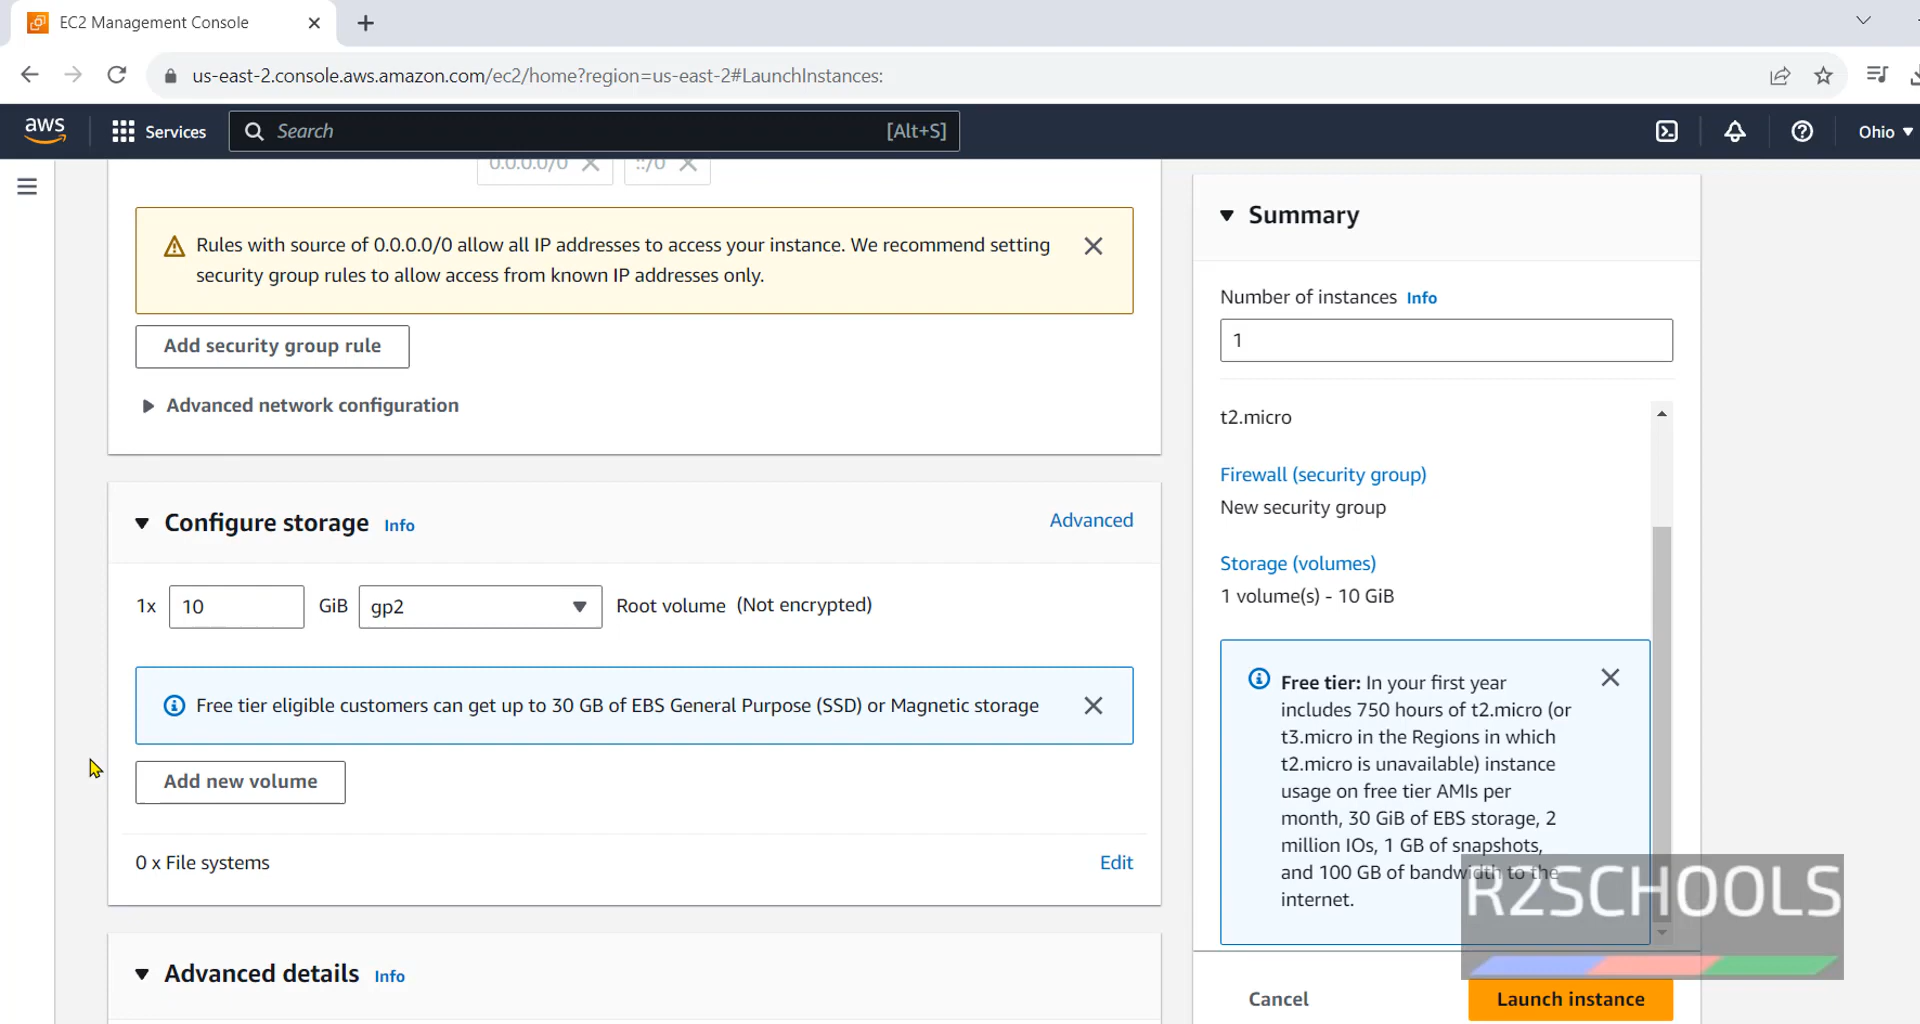 EC2 Management Console
us-east-2.console.aws.amazon.com/ec2/home?region=us-east-2#LaunchInstances:
aws
Services
Search
[Alt+S]
Ohio
0.0.0.0/0
::/0
Rules with source of 0.0.0.0/0 allow all IP addresses to access your instance. We recommend setting
security group rules to allow access from known IP addresses only.
Add security group rule
Advanced network configuration
Configure storage Info
Advanced
1x 10 GiB gp2 Root volume (Not encrypted)
Free tier eligible customers can get up to 30 GB of EBS General Purpose (SSD) or Magnetic storage
Add new volume
0 x File systems
Edit
Advanced details Info
Summary
Number of instances Info
1
t2.micro
Firewall (security group)
New security group
Storage (volumes)
1 volume(s) - 10 GiB
Free tier: In your first year
includes 750 hours of t2.micro (or
t3.micro in the Regions in which
t2.micro is unavailable) instance
usage on free tier AMIs per
month, 30 GiB of EBS storage, 2
million IOs, 1 GB of snapshots,
and 100 GB of bandwidth to the
internet.
R2SCHOOLS
Cancel
Launch instance